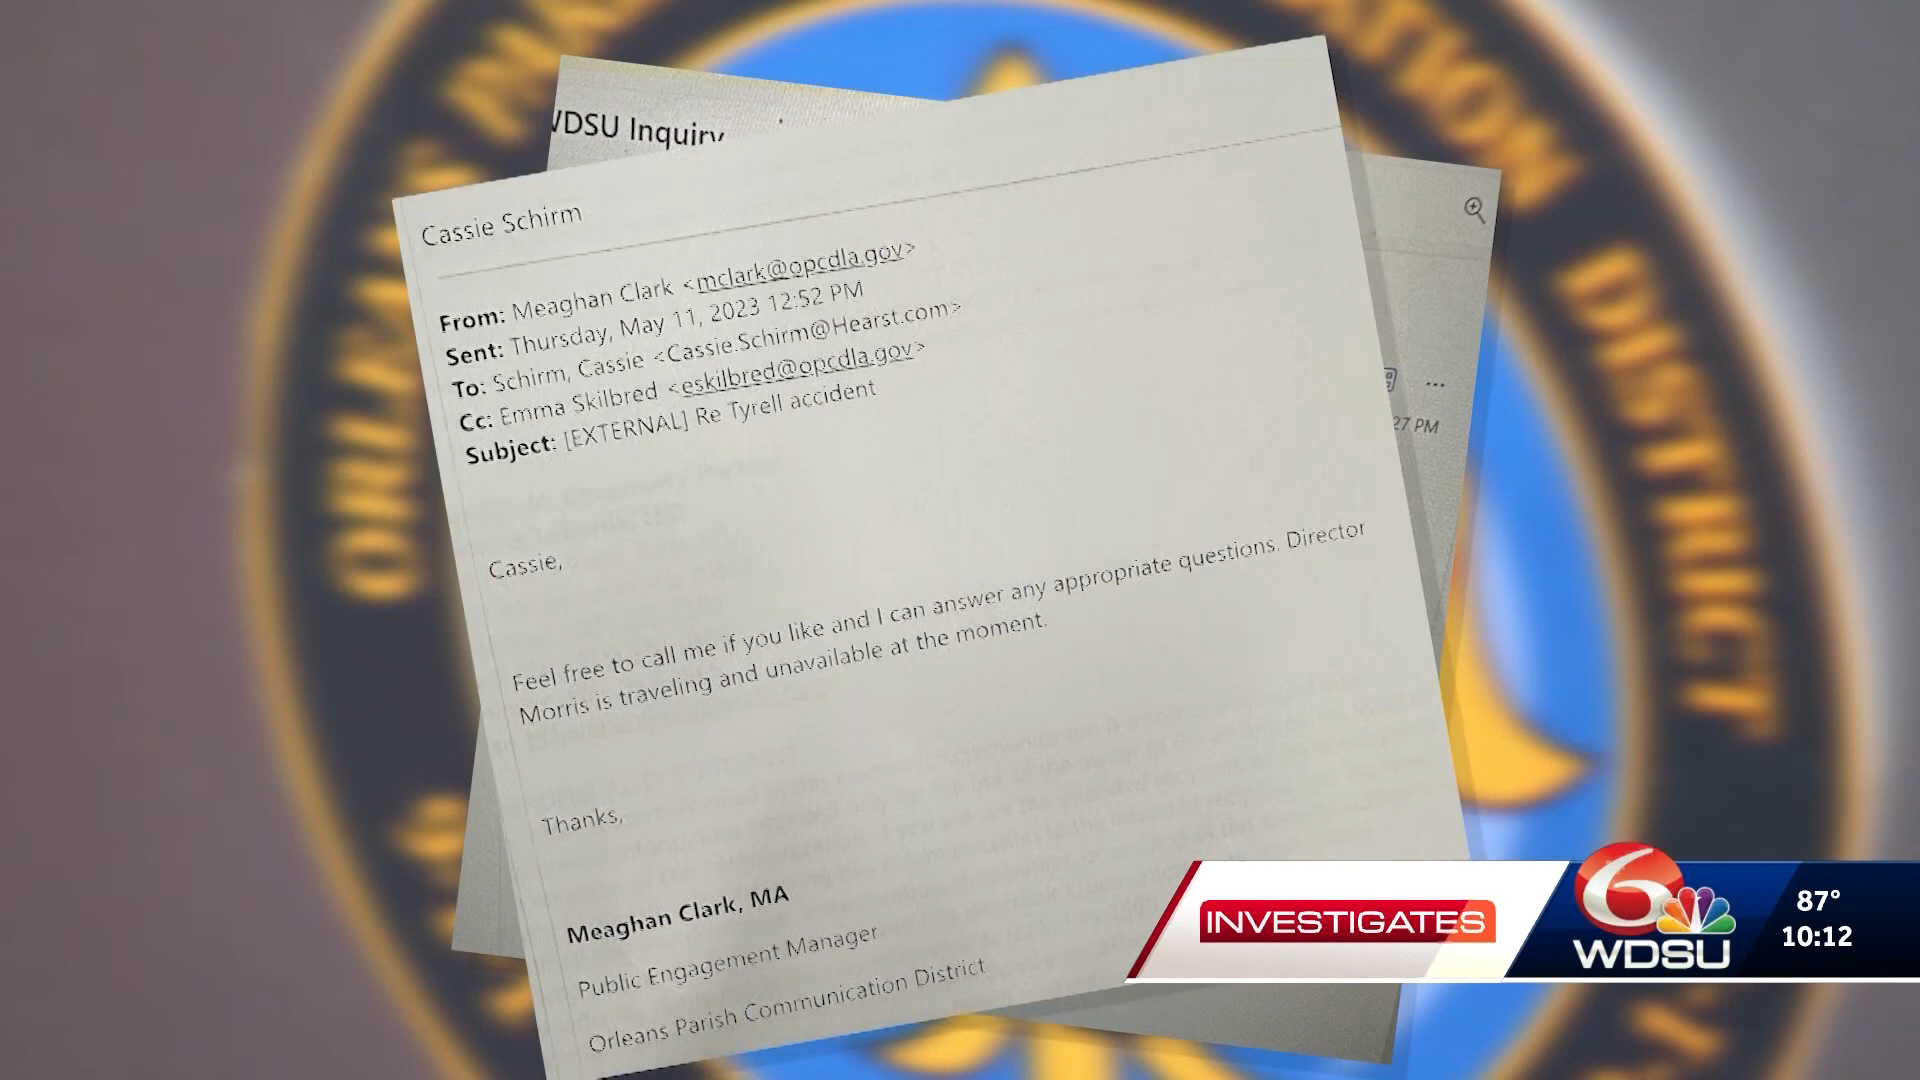 WDSU Inquiry
Cassie Schirm
From: Meaghan Clark <mclark@opcdla.gov>
Sent: Thursday, May 11, 2023 12:52 PM
To: Schirm, Cassie <Cassie.Schirm@Hearst.com>
Cc: Emma Skilbred <eskilbred@opcdla.gov>
Subject: [EXTERNAL] Re Tyrell accident
27 PM
Cassie,
Feel free to call me if you like and I can answer any appropriate questions. Director
Morris is traveling and unavailable at the moment.
Thanks,
Meaghan Clark, MA
Public Engagement Manager
Orleans Parish Communication District
DISTRICT
INVESTIGATES
6
WDSU
87°
10:12